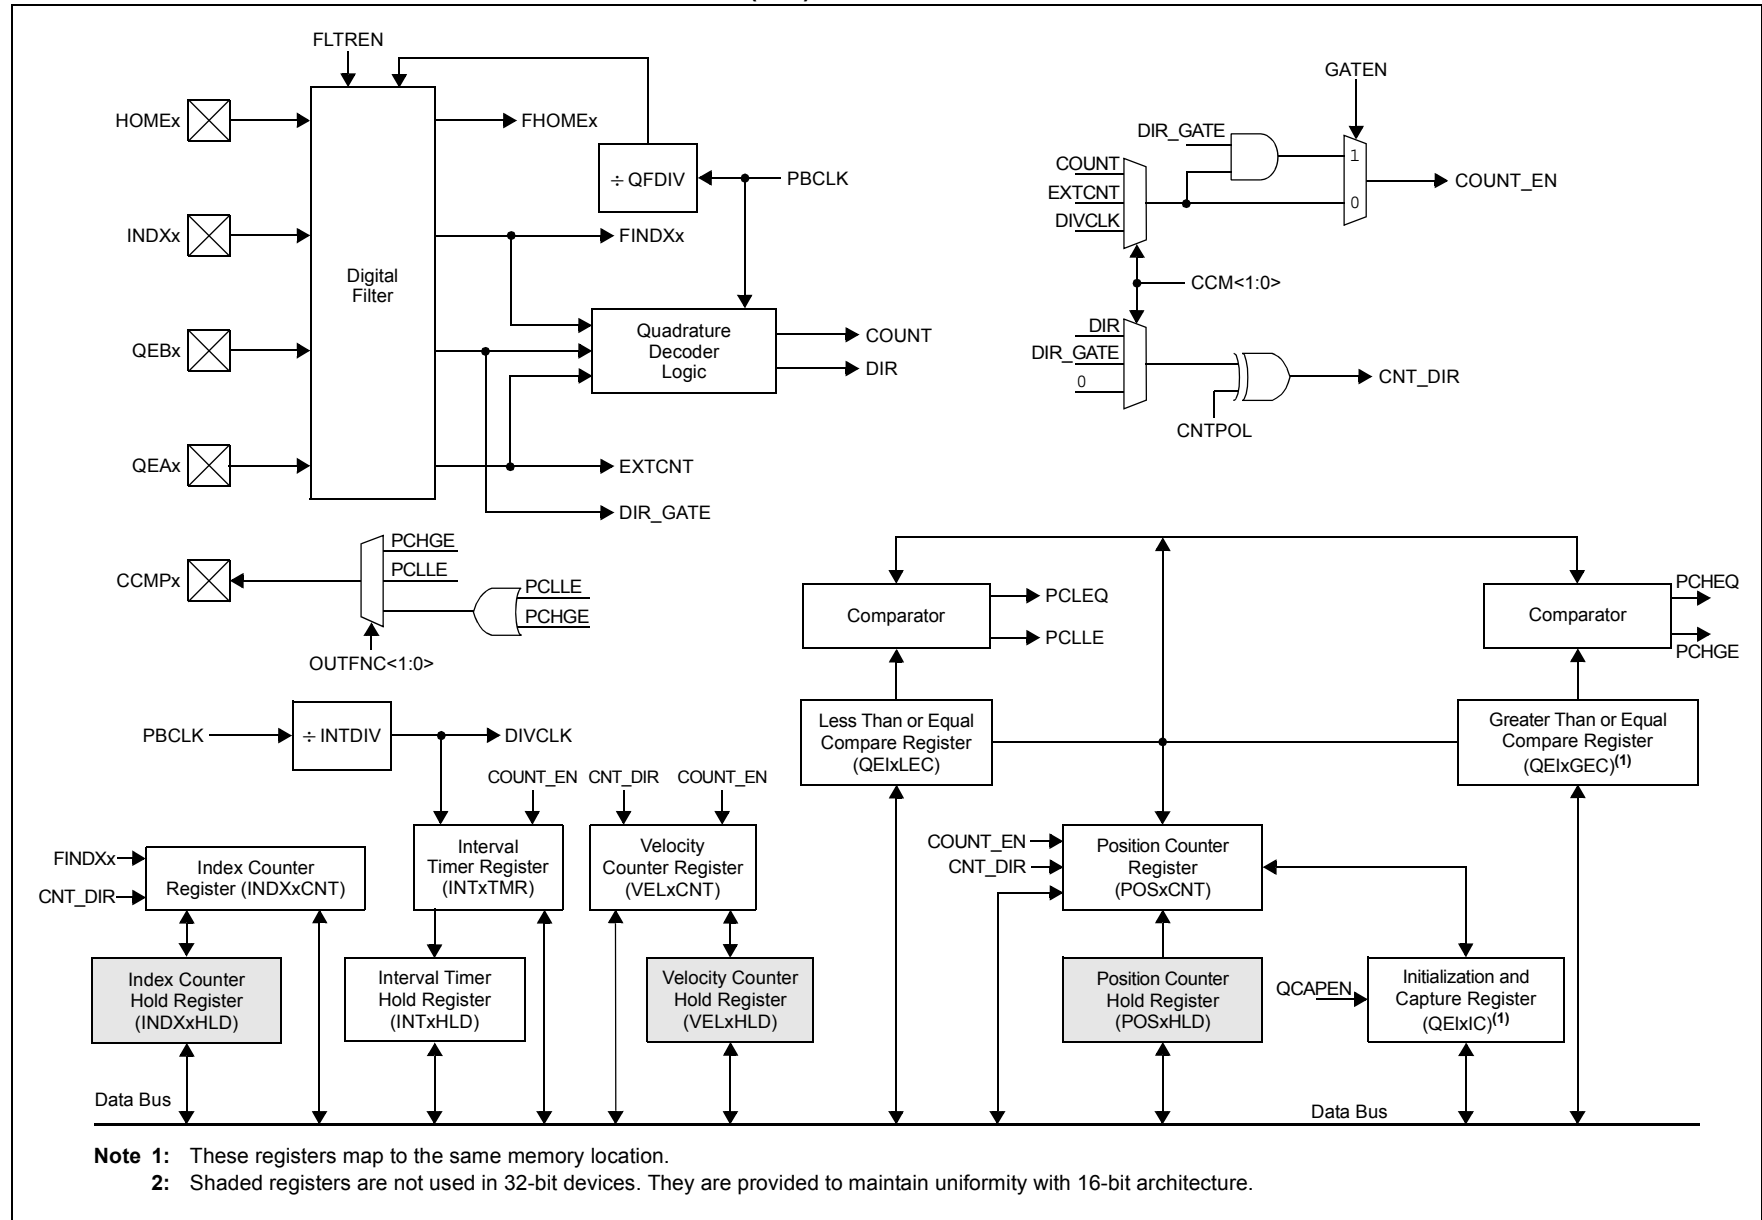 FLTREN
HOMEx
FHOMEx
÷ QFDIV
PBCLK
INDXx
FINDXx
Digital
Filter
QEBx
Quadrature
Decoder
Logic
COUNT
DIR
QEAx
EXTCNT
DIR_GATE
GATEN
DIR_GATE
COUNT
EXTCNT
DIVCLK
1
0
COUNT_EN
CCM<1:0>
DIR
DIR_GATE
0
CNT_DIR
CNTPOL
CCMPx
PCHGE
PCLLE
PCLLE
PCHGE
OUTFNC<1:0>
Comparator
PCLEQ
PCLLE
Comparator
PCHEQ
PCHGE
PBCLK
÷ INTDIV
DIVCLK
Less Than or Equal
Compare Register
(QEIxLEC)
Greater Than or Equal
Compare Register
(QEIxGEC)(1)
COUNT_EN
CNT_DIR
COUNT_EN
FINDXx
CNT_DIR
Index Counter
Register (INDXxCNT)
Interval
Timer Register
(INTxTMR)
Velocity
Counter Register
(VELxCNT)
COUNT_EN
CNT_DIR
Position Counter
Register
(POSxCNT)
Index Counter
Hold Register
(INDXxHLD)
Interval Timer
Hold Register
(INTxHLD)
Velocity Counter
Hold Register
(VELxHLD)
Position Counter
Hold Register
(POSxHLD)
QCAPEN
Initialization and
Capture Register
(QEIxIC)(1)
Data Bus
Data Bus
Note 1: These registers map to the same memory location.
2: Shaded registers are not used in 32-bit devices. They are provided to maintain uniformity with 16-bit architecture.